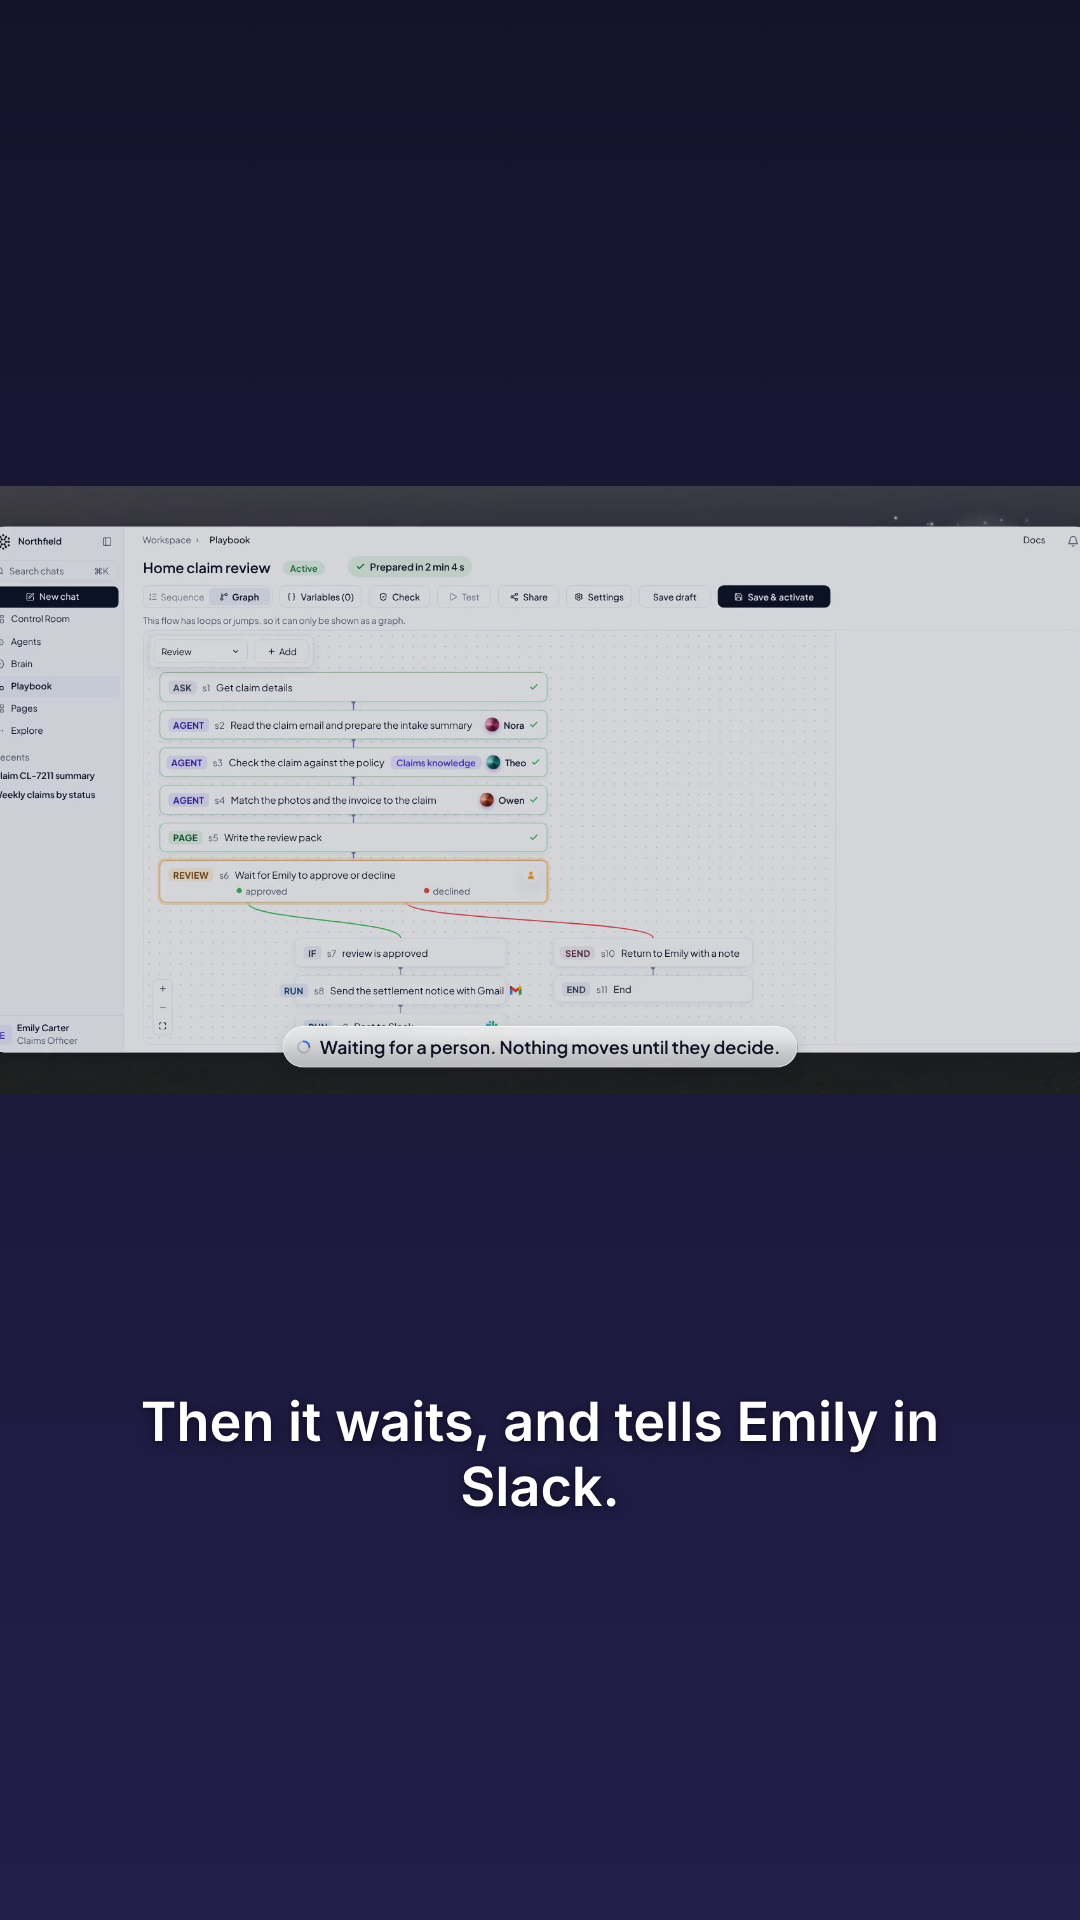 Northfield
Search chats ⌘K
New chat
Control Room
Agents
Brain
Playbook
Pages
Explore
ecents
laim CL-7211 summary
Weekly claims by status
E
Emily Carter
Claims Officer
Workspace › Playbook
Docs
Home claim review Active ✓ Prepared in 2 min 4 s
Sequence Graph Variables (0) Check Test Share Settings Save draft Save & activate
This flow has loops or jumps, so it can only be shown as a graph.
Review + Add
ASK s1 Get claim details
AGENT s2 Read the claim email and prepare the intake summary Nora
AGENT s3 Check the claim against the policy Claims knowledge Theo
AGENT s4 Match the photos and the invoice to the claim Owen
PAGE s5 Write the review pack
REVIEW s6 Wait for Emily to approve or decline
approved declined
IF s7 review is approved
SEND s10 Return to Emily with a note
RUN s8 Send the settlement notice with Gmail
END s11 End
Waiting for a person. Nothing moves until they decide.
Then it waits, and tells Emily in
Slack.